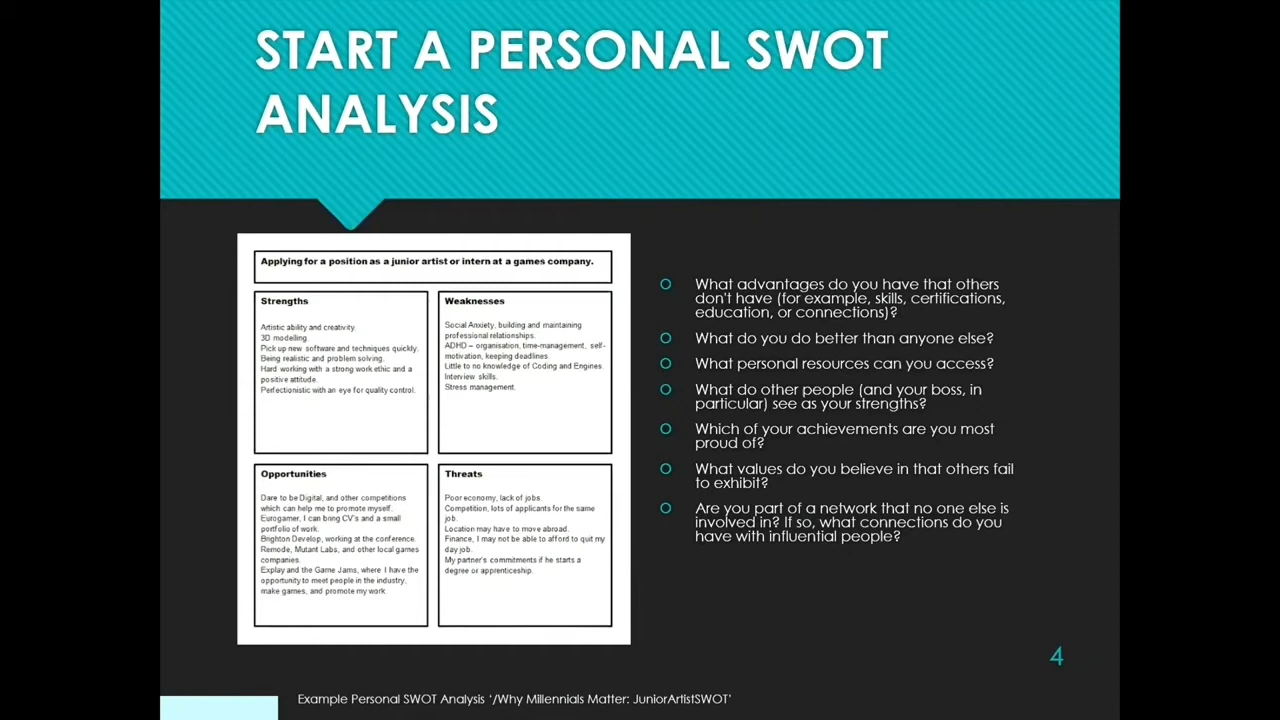 START A PERSONAL SWOT
ANALYSIS
Applying for a position as a junior artist or intern at a games company.
Strengths
Artistic ability and creativity.
3D modelling.
Pick up new software and techniques quickly.
Being realistic and problem solving.
Hard working with a strong work ethic and a
positive attitude.
Perfectionistic with an eye for quality control.
Weaknesses
Social Anxiety, building and maintaining
professional relationships.
ADHD – organisation, time-management, self-
motivation, keeping deadlines.
Little to no knowledge of Coding and Engines.
Interview skills.
Stress management.
Opportunities
Dare to be Digital, and other competitions
which can help me to promote myself.
Eurogamer, I can bring CV's and a small
portfolio of work.
Brighton Develop, working at the conference.
Remode, Mutant Labs, and other local games
companies.
Explay and the Game Jams, where I have the
opportunity to meet people in the industry,
make games, and promote my work.
Threats
Poor economy, lack of jobs.
Competition, lots of applicants for the same
job.
Location may have to move abroad.
Finance, I may not be able to afford to quit my
day job.
My partner's commitments if he starts a
degree or apprenticeship.
What advantages do you have that others
don't have (for example, skills, certifications,
education, or connections)?
What do you do better than anyone else?
What personal resources can you access?
What do other people (and your boss, in
particular) see as your strengths?
Which of your achievements are you most
proud of?
What values do you believe in that others fail
to exhibit?
Are you part of a network that no one else is
involved in? If so, what connections do you
have with influential people?
4
Example Personal SWOT Analysis '/Why Millennials Matter: JuniorArtistSWOT'